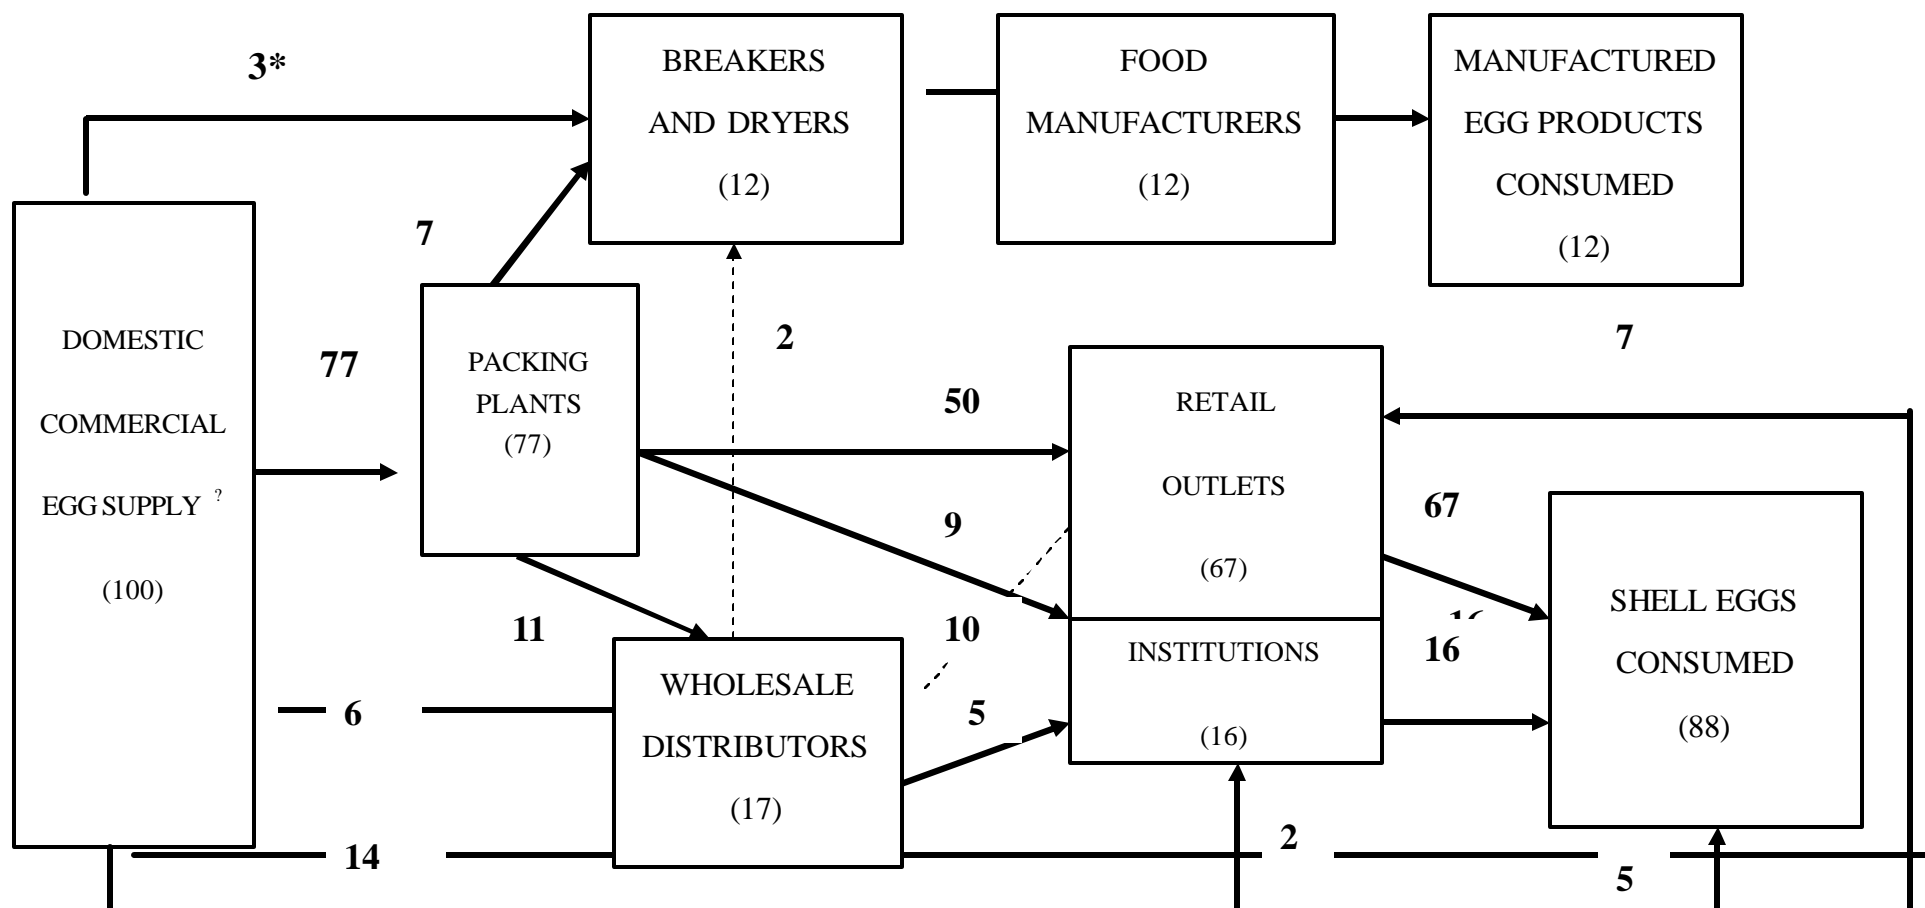 3*
BREAKERS
AND DRYERS
(12)
FOOD
MANUFACTURERS
(12)
MANUFACTURED
EGG PRODUCTS
CONSUMED
(12)
7
DOMESTIC
COMMERCIAL
EGG SUPPLY ?
(100)
77
PACKING
PLANTS
(77)
2
50
9
RETAIL
OUTLETS
(67)
7
67
16
16
INSTITUTIONS
(16)
SHELL EGGS
CONSUMED
(88)
11
10
6
WHOLESALE
DISTRIBUTORS
(17)
5
14
2
5